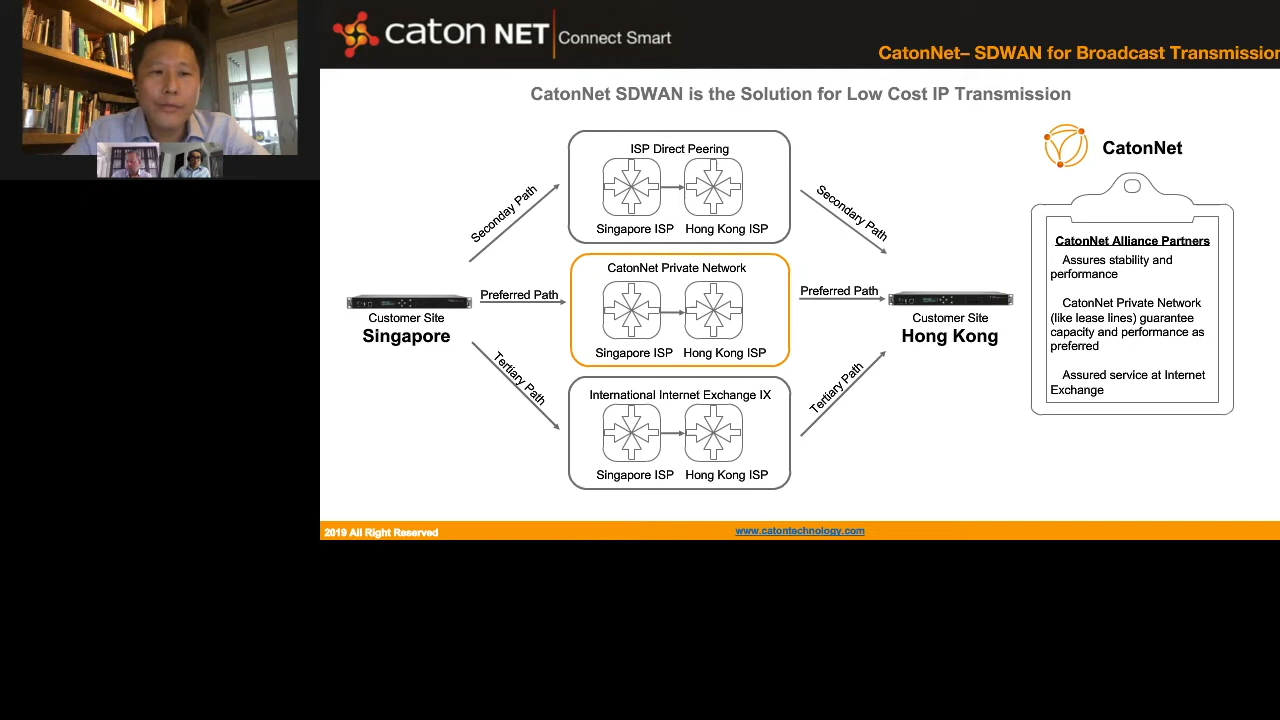 caton NET
Connect Smart
CatonNet– SDWAN for Broadcast Transmission
CatonNet SDWAN is the Solution for Low Cost IP Transmission
ISP Direct Peering
Singapore ISP Hong Kong ISP
Seconday Path
Secondary Path
CatonNet Private Network
Singapore ISP Hong Kong ISP
Preferred Path
Preferred Path
Customer Site
Singapore
Customer Site
Hong Kong
Tertiary Path
Tertiary Path
International Internet Exchange IX
Singapore ISP Hong Kong ISP
CatonNet
CatonNet Alliance Partners
Assures stability and
performance
CatonNet Private Network
(like lease lines) guarantee
capacity and performance as
preferred
Assured service at Internet
Exchange
2019 All Right Reserved
www.catontechnology.com